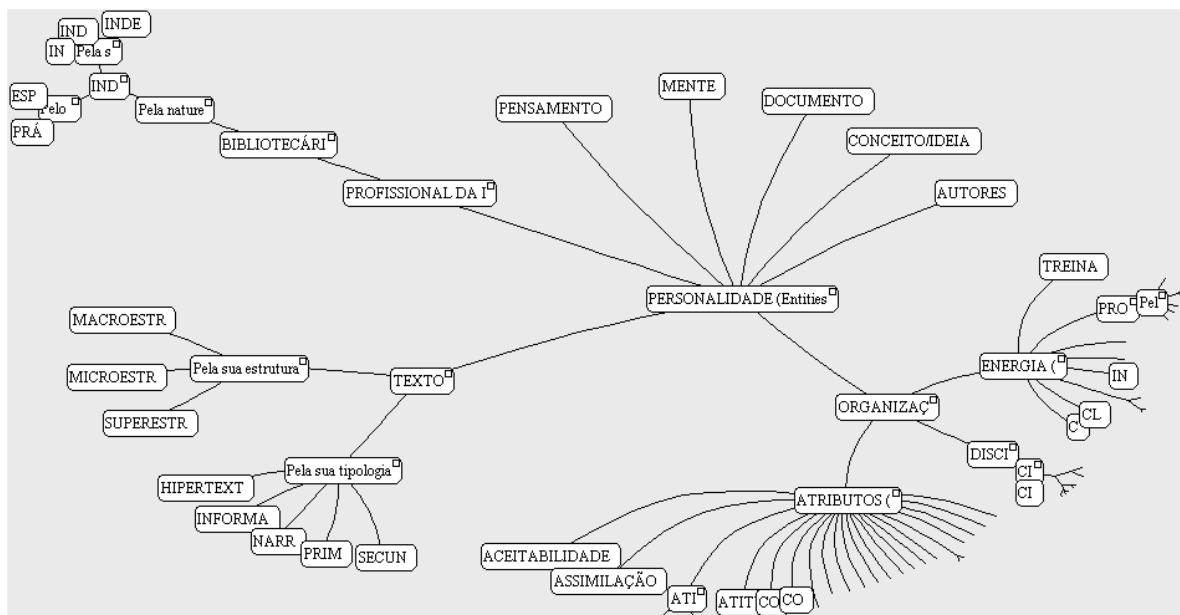 INDE
IND
IN
Pela s
IND
ESP
Pelo
PRÁ
Pela nature
BIBLIOTECÁRI
PROFISSIONAL DA I
PENSAMENTO
MENTE
DOCUMENTO
CONCEITO/IDEIA
AUTORES
PERSONALIDADE (Entities
TREINA
PRO
Pel
ENERGIA (
IN
CL
C
ORGANIZAÇ
DISCI
CI
CI
MACROESTR
Pela sua estrutura
MICROESTR
SUPERESTR
TEXTO
Pela sua tipologia
HIPERTEXT
INFORMA
NARR
PRIM
SECUN
ATRIBUTOS (
ACEITABILIDADE
ASSIMILAÇÃO
ATI
ATIT
CO
CO